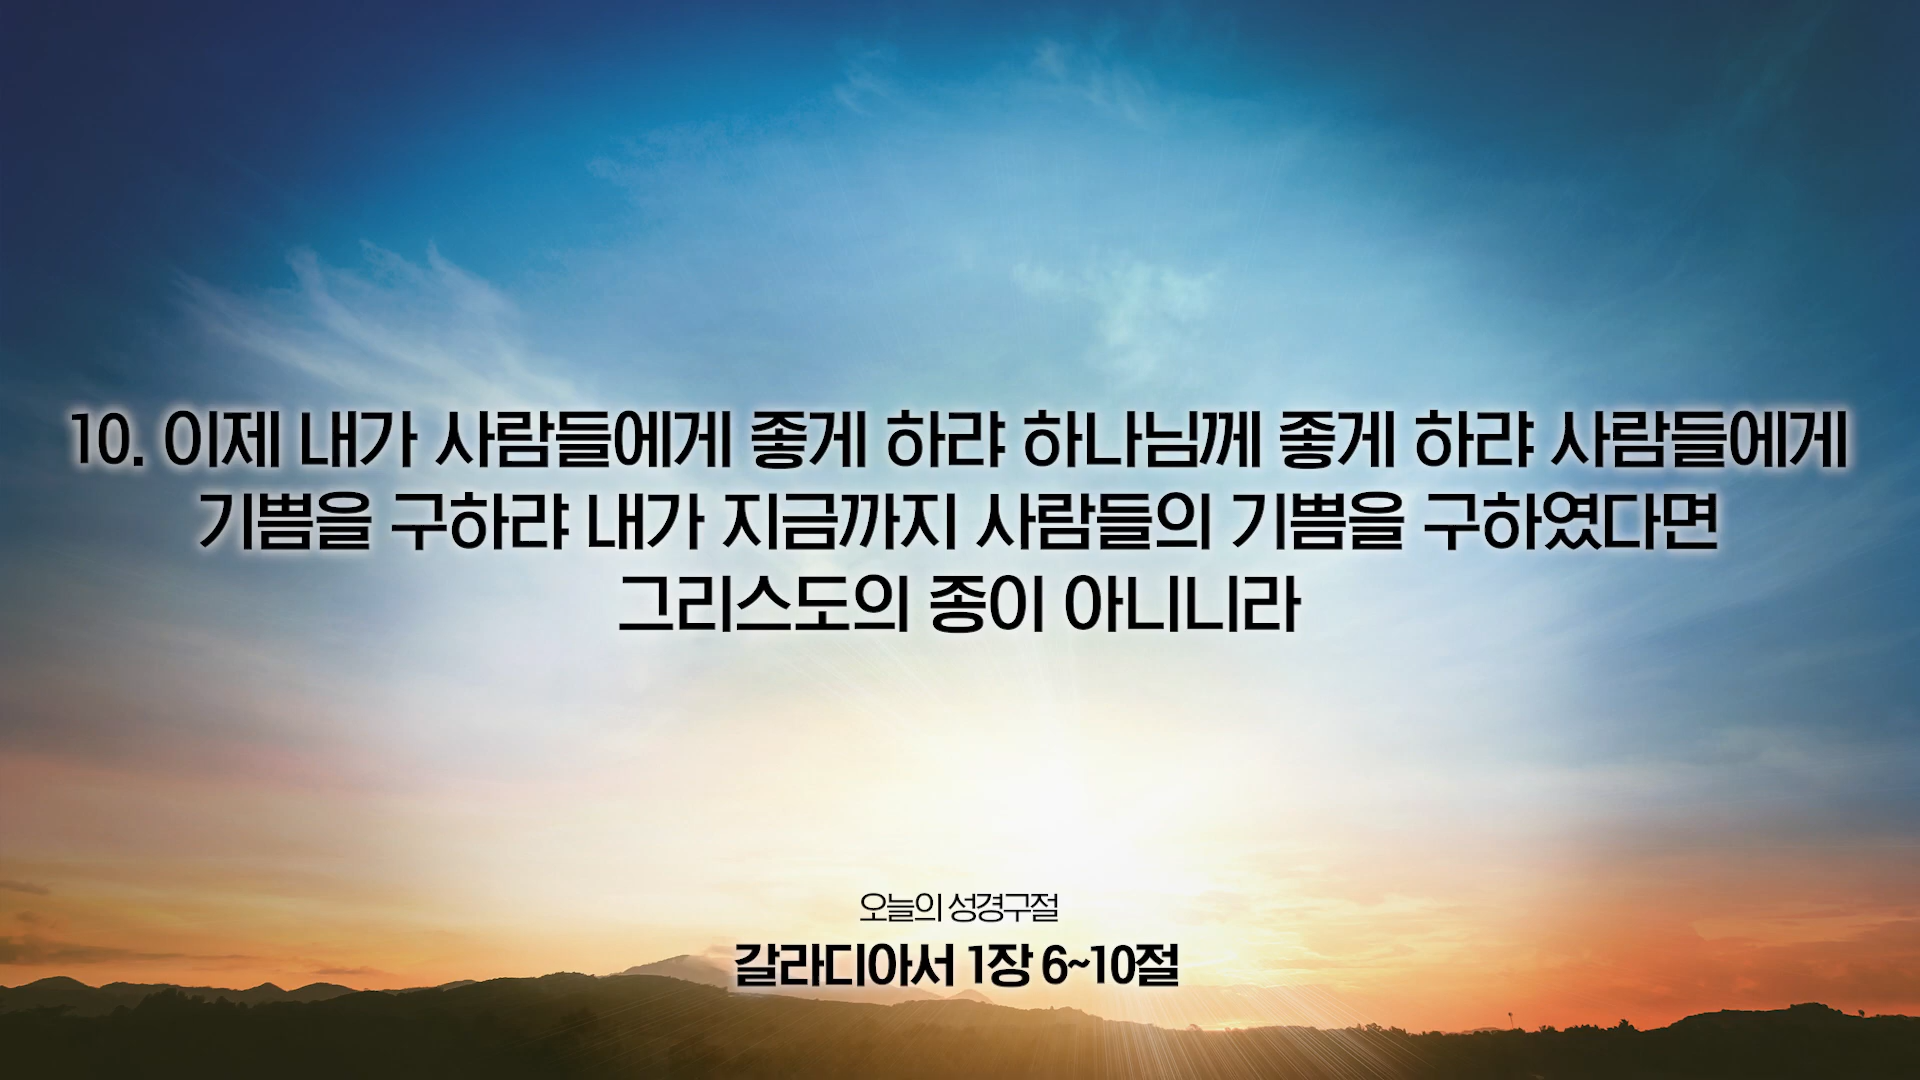 10. 이제 내가 사람들에게 좋게 하랴 하나님께 좋게 하랴 사람들에게
기쁨을 구하랴 내가 지금까지 사람들의 기쁨을 구하였다면
그리스도의 종이 아니니라
오늘의 성경구절
갈라디아서 1장 6~10절